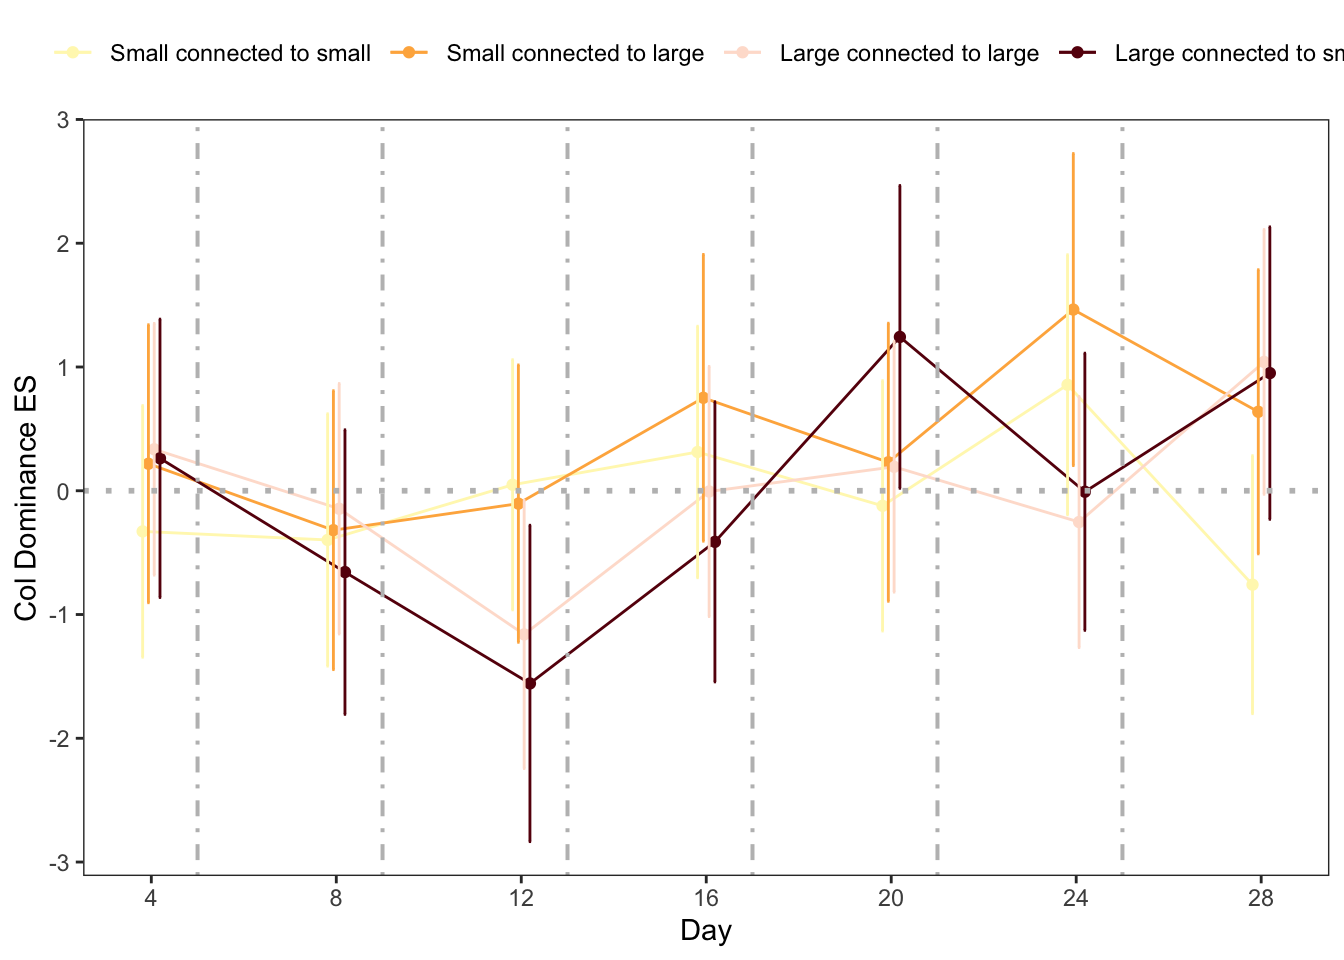 Small connected to small Small connected to large Large connected to large Large connected to sn
3
2
1
0
-1
-2
-3
Col Dominance ES
4 8 12 16 20 24 28
Day